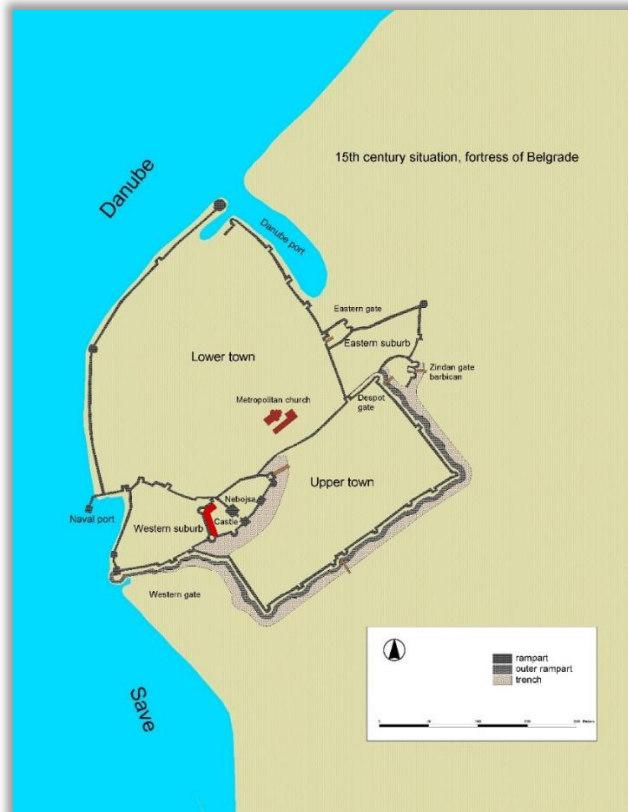 15th century situation, fortress of Belgrade
Danube
Danube port
Eastern gate
Eastern suburb
Lower town
Zindan gate
barbican
Despot
gate
Metropolitan church
Upper town
Nebojsa
Castle
Western suburb
Naval port
Western gate
Save
rampart
outer rampart
trench